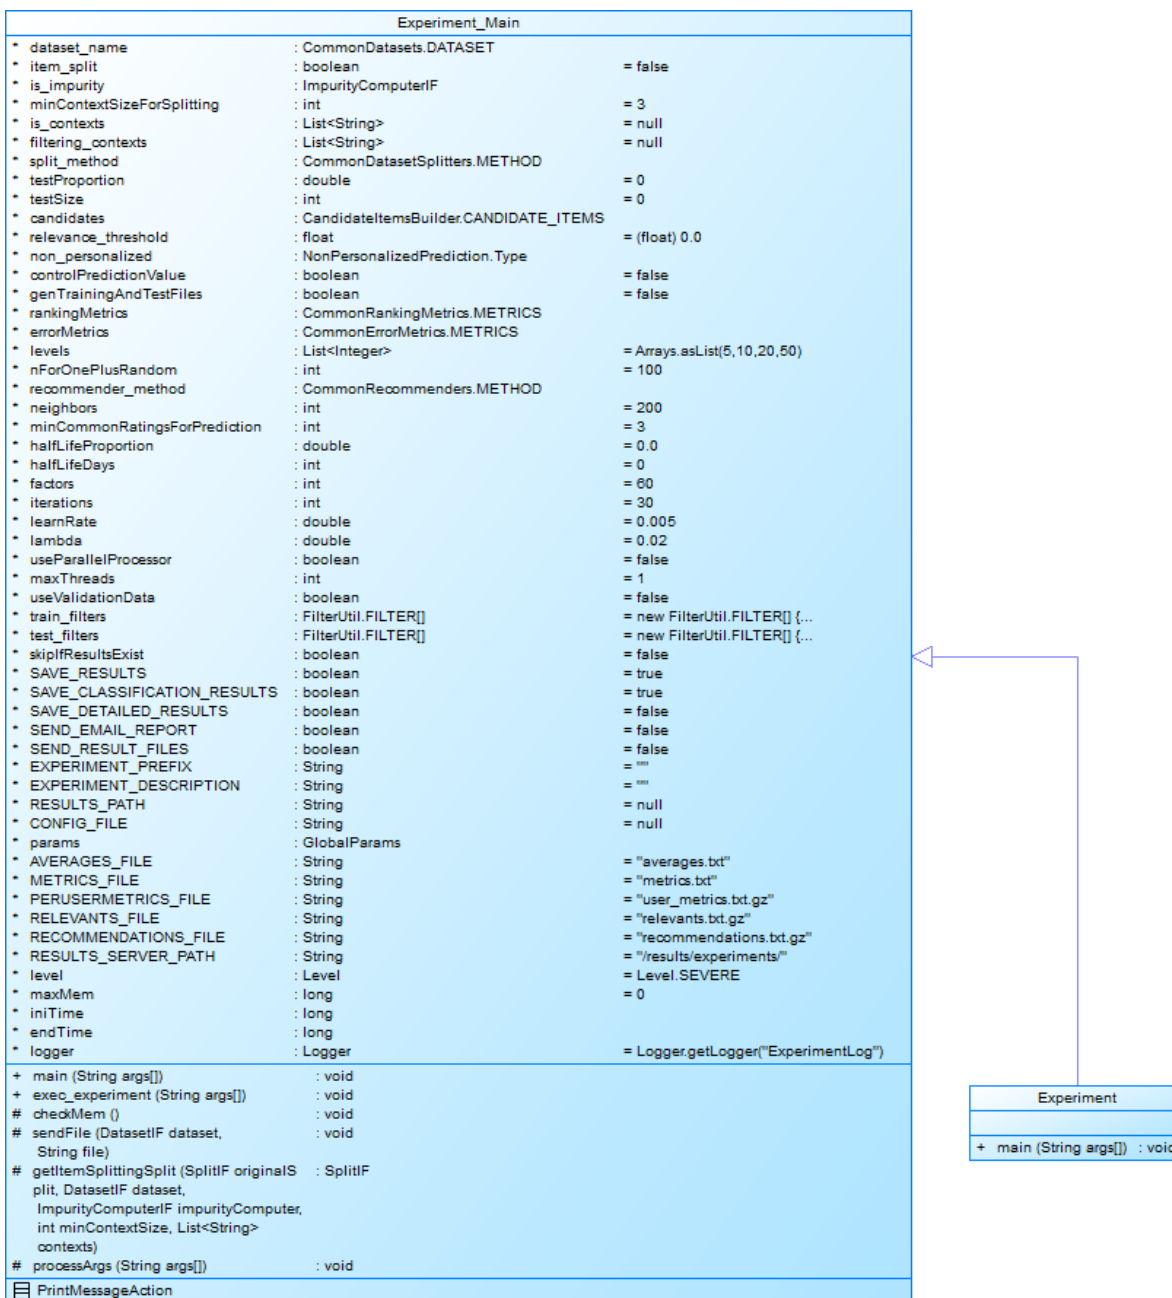 Experiment_Main
* dataset_name : CommonDatasets.DATASET
* item_split : boolean = false
* is_impurity : ImpurityComputerIF
* minContextSizeForSplitting : int = 3
* is_contexts : List<String> = null
* filtering_contexts : List<String> = null
* split_method : CommonDatasetSplitters.METHOD
* testProportion : double = 0
* testSize : int = 0
* candidates : CandidateItemsBuilder.CANDIDATE_ITEMS
* relevance_threshold : float = (float) 0.0
* non_personalized : NonPersonalizedPrediction.Type
* controlPredictionValue : boolean = false
* genTrainingAndTestFiles : boolean = false
* rankingMetrics : CommonRankingMetrics.METRICS
* errorMetrics : CommonErrorMetrics.METRICS
* levels : List<Integer> = Arrays.asList(5,10,20,50)
* nForOnePlusRandom : int = 100
* recommender_method : CommonRecommenders.METHOD
* neighbors : int = 200
* minCommonRatingsForPrediction : int = 3
* halfLifeProportion : double = 0.0
* halfLifeDays : int = 0
* factors : int = 60
* iterations : int = 30
* learnRate : double = 0.005
* lambda : double = 0.02
* useParallelProcessor : boolean = false
* maxThreads : int = 1
* useValidationData : boolean = false
* train_filters : FilterUtil.FILTER[] = new FilterUtil.FILTER[] {...
* test_filters : FilterUtil.FILTER[] = new FilterUtil.FILTER[] {...
* skipIfResultsExist : boolean = false
* SAVE_RESULTS : boolean = true
* SAVE_CLASSIFICATION_RESULTS : boolean = true
* SAVE_DETAILED_RESULTS : boolean = false
* SEND_EMAIL_REPORT : boolean = false
* SEND_RESULT_FILES : boolean = false
* EXPERIMENT_PREFIX : String = ""
* EXPERIMENT_DESCRIPTION : String = ""
* RESULTS_PATH : String = null
* CONFIG_FILE : String = null
* params : GlobalParams
* AVERAGES_FILE : String = "averages.txt"
* METRICS_FILE : String = "metrics.txt"
* PERUSERMETRICS_FILE : String = "user_metrics.txt.gz"
* RELEVANTS_FILE : String = "relevants.txt.gz"
* RECOMMENDATIONS_FILE : String = "recommendations.txt.gz"
* RESULTS_SERVER_PATH : String = "/results/experiments/"
* level : Level = Level.SEVERE
* maxMem : long = 0
* iniTime : long
* endTime : long
* logger : Logger = Logger.getLogger("ExperimentLog")
+ main (String args[]) : void
+ exec_experiment (String args[]) : void
# checkMem () : void
# sendFile (DatasetIF dataset, : void
String file)
# getItemSplittingSplit (SplitIF originalS : SplitIF
plit, DatasetIF dataset,
ImpurityComputerIF impurityComputer,
int minContextSize, List<String>
contexts)
# processArgs (String args[]) : void
PrintMessageAction
Experiment
+ main (String args[]) : void